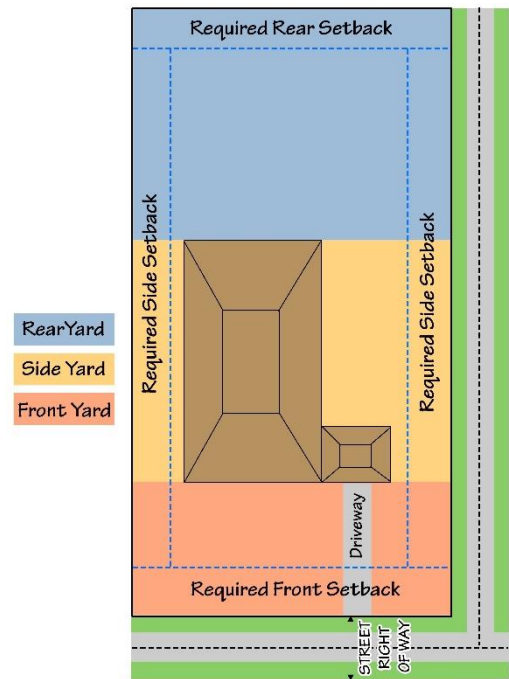 Required Rear Setback
Required Side Setback
Required Side Setback
RearYard
Side Yard
Front Yard
Driveway
Required Front Setback
STREET
RIGHT
OF WAY